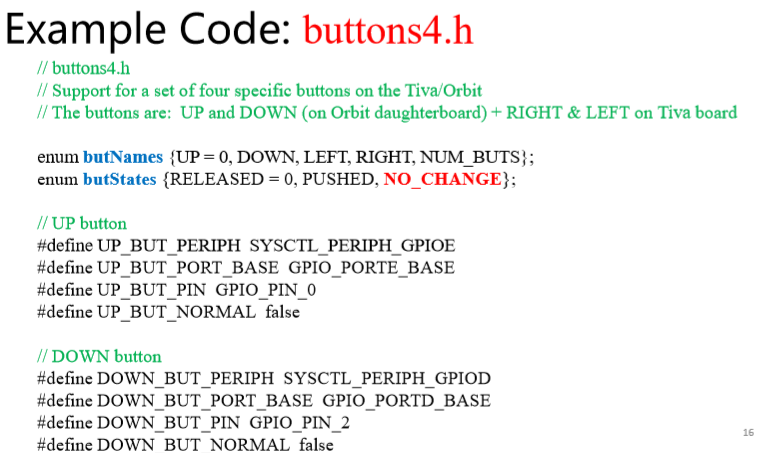 Example Code: buttons4.h
// buttons4.h
// Support for a set of four specific buttons on the Tiva/Orbit
// The buttons are:  UP and DOWN (on Orbit daughterboard) + RIGHT & LEFT on Tiva board
enum butNames {UP = 0, DOWN, LEFT, RIGHT, NUM_BUTS};
enum butStates {RELEASED = 0, PUSHED, NO_CHANGE};
// UP button
#define UP_BUT_PERIPH  SYSCTL_PERIPH_GPIOE
#define UP_BUT_PORT_BASE  GPIO_PORTE_BASE
#define UP_BUT_PIN  GPIO_PIN_0
#define UP_BUT_NORMAL  false
// DOWN button
#define DOWN_BUT_PERIPH  SYSCTL_PERIPH_GPIOD
#define DOWN_BUT_PORT_BASE  GPIO_PORTD_BASE
#define DOWN_BUT_PIN  GPIO_PIN_2
#define DOWN_BUT_NORMAL  false
16